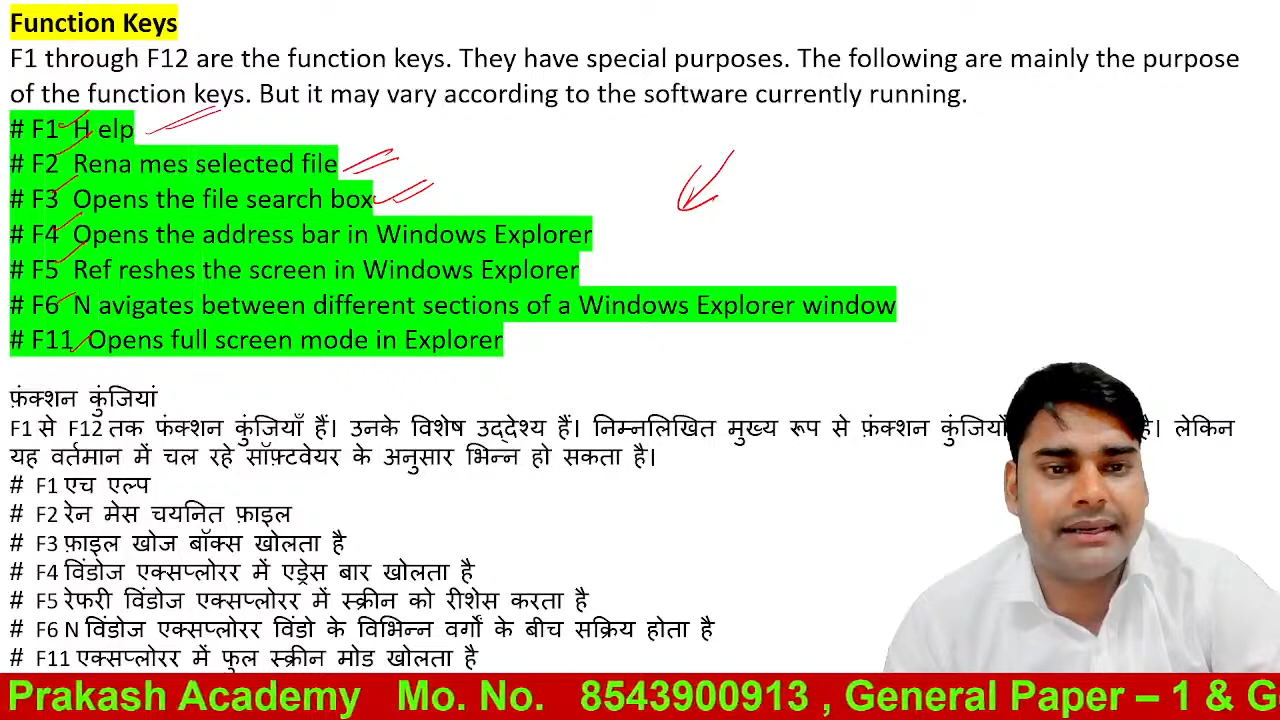 Function Keys
F1 through F12 are the function keys. They have special purposes. The following are mainly the purpose
of the function keys. But it may vary according to the software currently running.
# F1 H elp
# F2 Rena mes selected file
# F3 Opens the file search box
# F4 Opens the address bar in Windows Explorer
# F5 Ref reshes the screen in Windows Explorer
# F6 N avigates between different sections of a Windows Explorer window
# F11 Opens full screen mode in Explorer
फ़ंक्शन कुंजियां
F1 से F12 तक फंक्शन कुंजियाँ हैं। उनके विशेष उद्देश्य हैं। निम्नलिखित मुख्य रूप से फ़ंक्शन है। लेकिन
यह वर्तमान में चल रहे सॉफ़्टवेयर के अनुसार भिन्न हो सकता है।
# F1 एच एल्प
# F2 रेन मेस चयनित फ़ाइल
# F3 फ़ाइल खोज बॉक्स खोलता है
# F4 विंडोज एक्सप्लोरर में एड्रेस बार खोलता है
# F5 रेफरी विंडोज एक्सप्लोरर में स्क्रीन को रीशेस करता है
# F6 N विंडोज एक्सप्लोरर विंडो के विभिन्न वर्गों के बीच सक्रिय होता है
# F11 एक्सप्लोरर में फुल स्क्रीन मोड खोलता है
Prakash Academy Mo. No. 8543900913 , General Paper – 1 & G